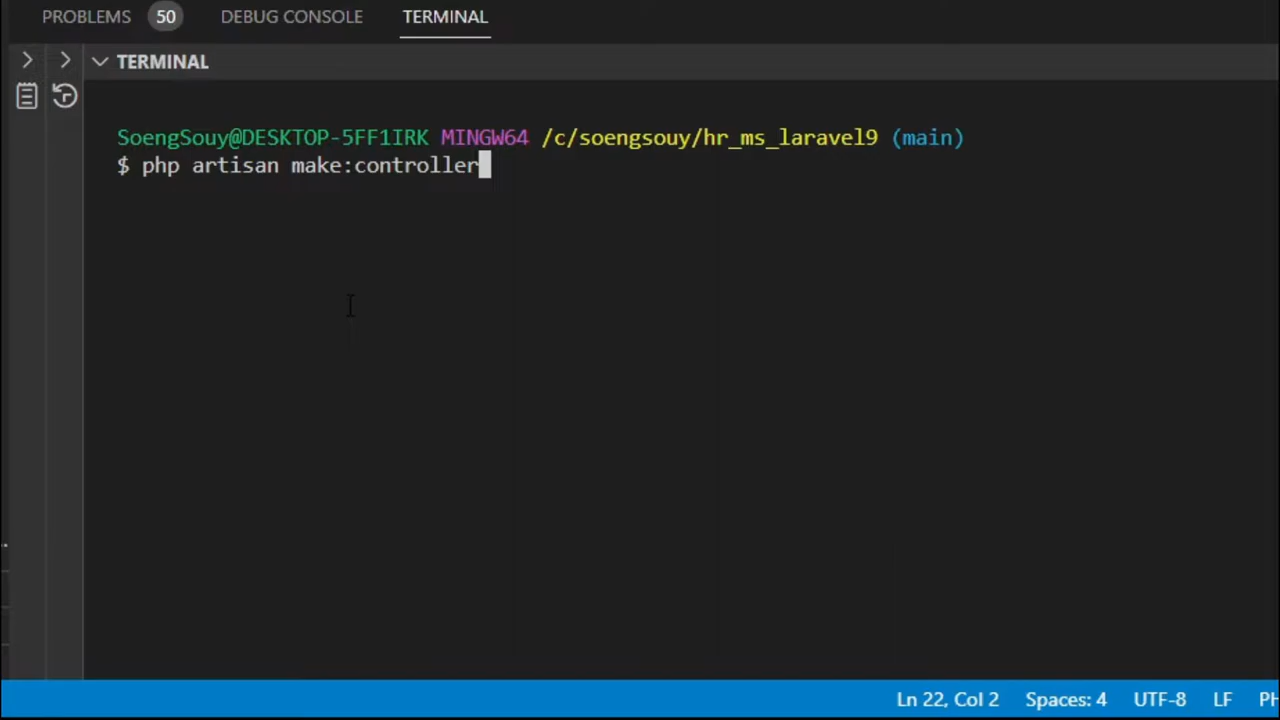 PROBLEMS 50 DEBUG CONSOLE TERMINAL
TERMINAL
SoengSouy@DESKTOP-5FF1IRK MINGW64 /c/soengsouy/hr_ms_laravel9 (main)
$ php artisan make:controller
Ln 22, Col 2 Spaces: 4 UTF-8 LF PH